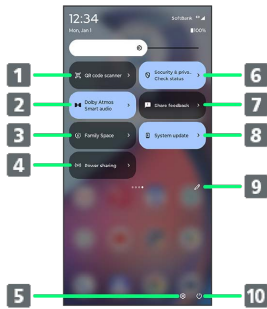 12:34
SoftBank
Mon, Jan 1
100%
1
QR code scanner
Security & priva..
Check status
6
2
Dolby Atmos
Smart audio
Share feedback
7
3
Family Space
System update
8
4
Power sharing
9
5
10